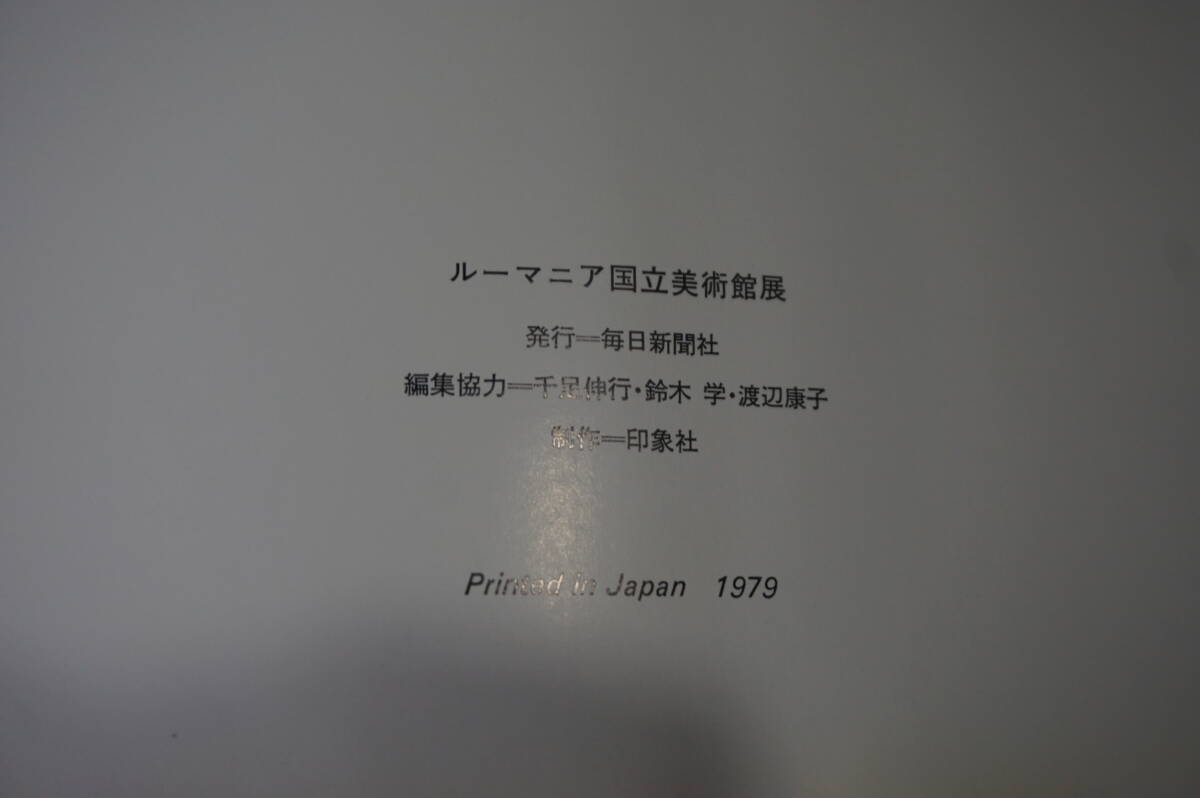 ルーマニア国立美術館展
発行＝毎日新聞社
編集協力＝千足伸行・鈴木 学・渡辺康子
制作＝印象社
Printed in Japan 1979